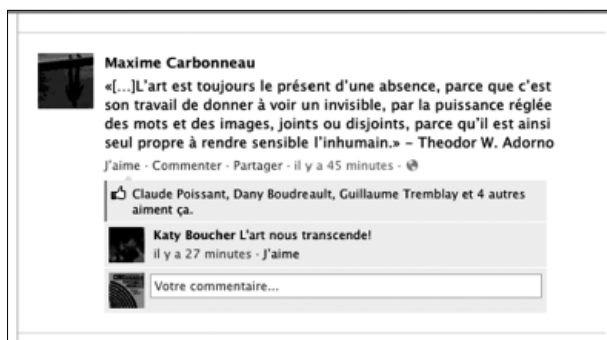 Maxime Carbonneau
«[...]L'art est toujours le présent d'une absence, parce que c'est
son travail de donner à voir un invisible, par la puissance réglée
des mots et des images, joints ou disjoints, parce qu'il est ainsi
seul propre à rendre sensible l'inhumain.» – Theodor W. Adorno
J'aime · Commenter · Partager · il y a 45 minutes ·
Claude Poissant, Dany Boudreault, Guillaume Tremblay et 4 autres
aiment ça.
Katy Boucher L'art nous transcende!
il y a 27 minutes · J'aime
Votre commentaire...